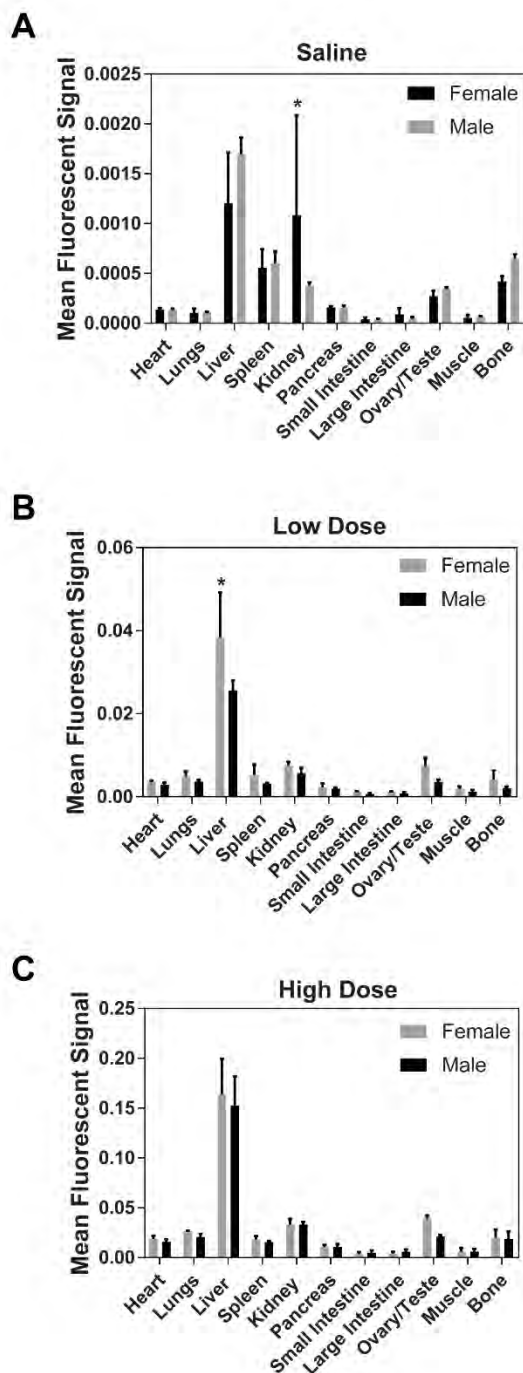 A
Saline
Mean Fluorescent Signal
0.0025
0.0020
0.0015
0.0010
0.0005
0.0000
*
Female
Male
Heart
Lungs
Liver
Spleen
Kidney
Pancreas
Small Intestine
Large Intestine
Ovary/Teste
Muscle
Bone
B
Low Dose
Mean Fluorescent Signal
0.06
0.04
0.02
0.00
*
Female
Male
Heart
Lungs
Liver
Spleen
Kidney
Pancreas
Small Intestine
Large Intestine
Ovary/Teste
Muscle
Bone
C
High Dose
Mean Fluorescent Signal
0.25
0.20
0.15
0.10
0.05
0.00
Female
Male
Heart
Lungs
Liver
Spleen
Kidney
Pancreas
Small Intestine
Large Intestine
Ovary/Teste
Muscle
Bone